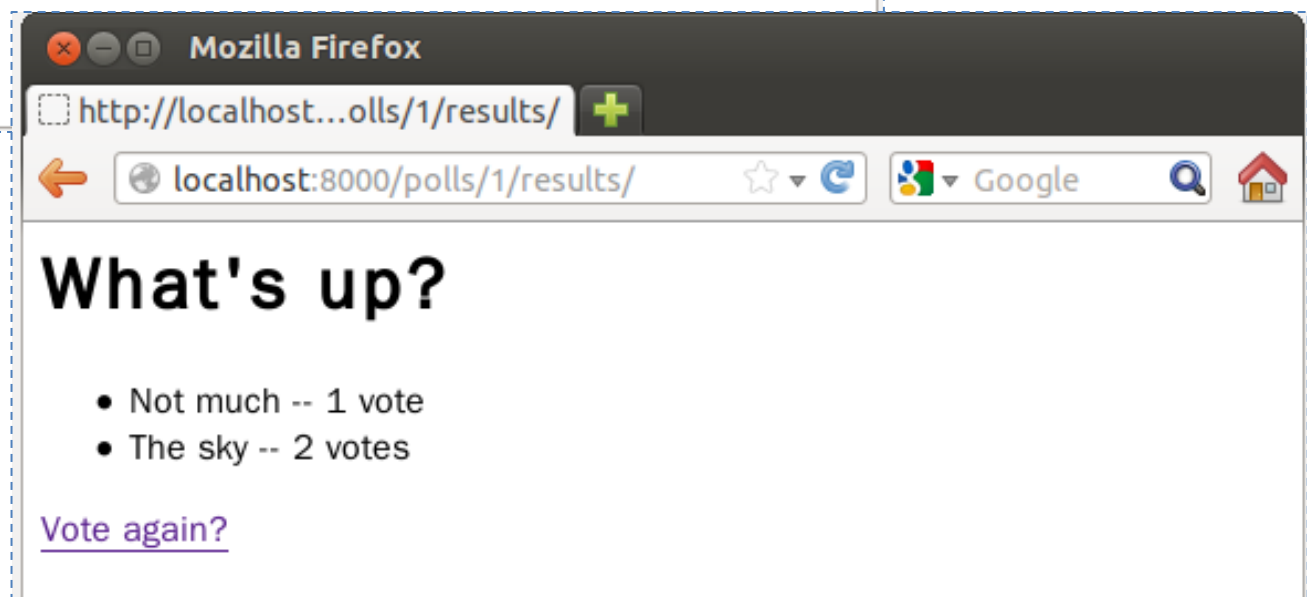 Mozilla Firefox
http://localhost...olls/1/results/
localhost:8000/polls/1/results/
Google
What's up?
• Not much -- 1 vote
• The sky -- 2 votes
Vote again?